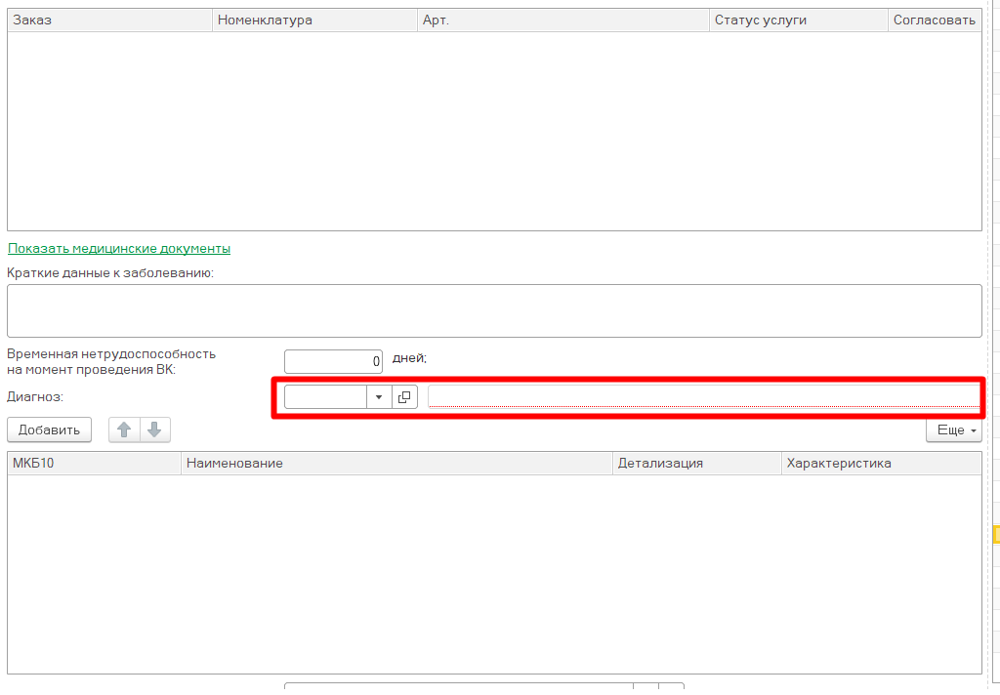 Заказ Номенклатура Арт. Статус услуги Согласовать
Показать медицинские документы
Краткие данные к заболеванию:
Временная нетрудоспособность
на момент проведения ВК:
0 дней;
Диагноз:
Добавить Еще
МКБ10 Наименование Детализация Характеристика